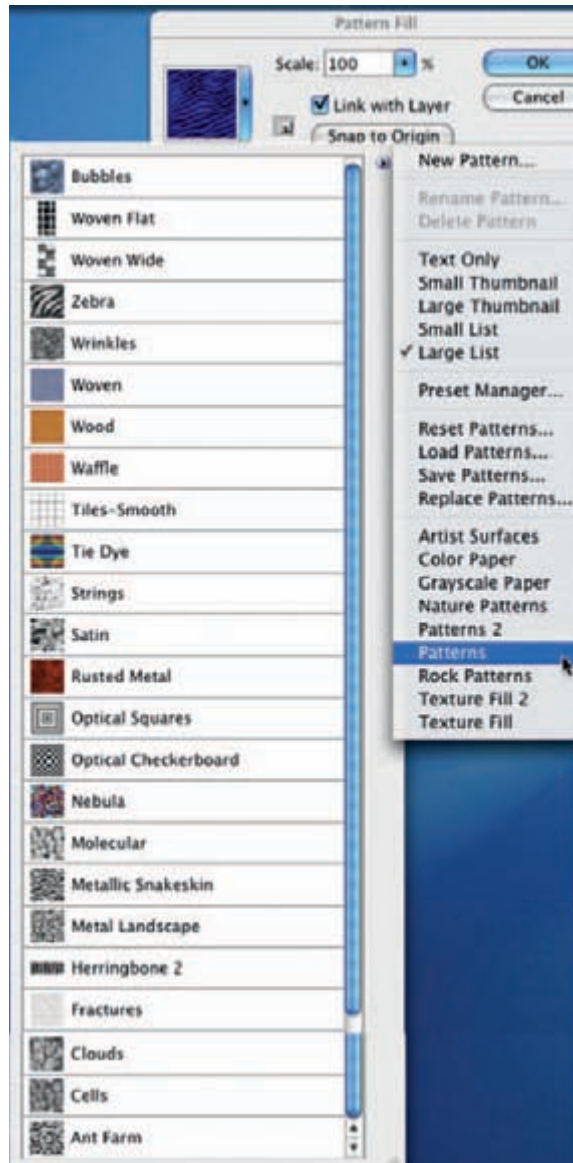 Pattern Fill
Scale: 100 %
OK
Link with Layer
Cancel
Snap to Origin
Bubbles
Woven Flat
Woven Wide
Zebra
Wrinkles
Woven
Wood
Waffle
Tiles-Smooth
Tie Dye
Strings
Satin
Rusted Metal
Optical Squares
Optical Checkerboard
Nebula
Molecular
Metallic Snakeskin
Metal Landscape
Herringbone 2
Fractures
Clouds
Cells
Ant Farm
New Pattern...
Rename Pattern...
Delete Pattern
Text Only
Small Thumbnail
Large Thumbnail
Small List
✓ Large List
Preset Manager...
Reset Patterns...
Load Patterns...
Save Patterns...
Replace Patterns...
Artist Surfaces
Color Paper
Grayscale Paper
Nature Patterns
Patterns 2
Patterns
Rock Patterns
Texture Fill 2
Texture Fill